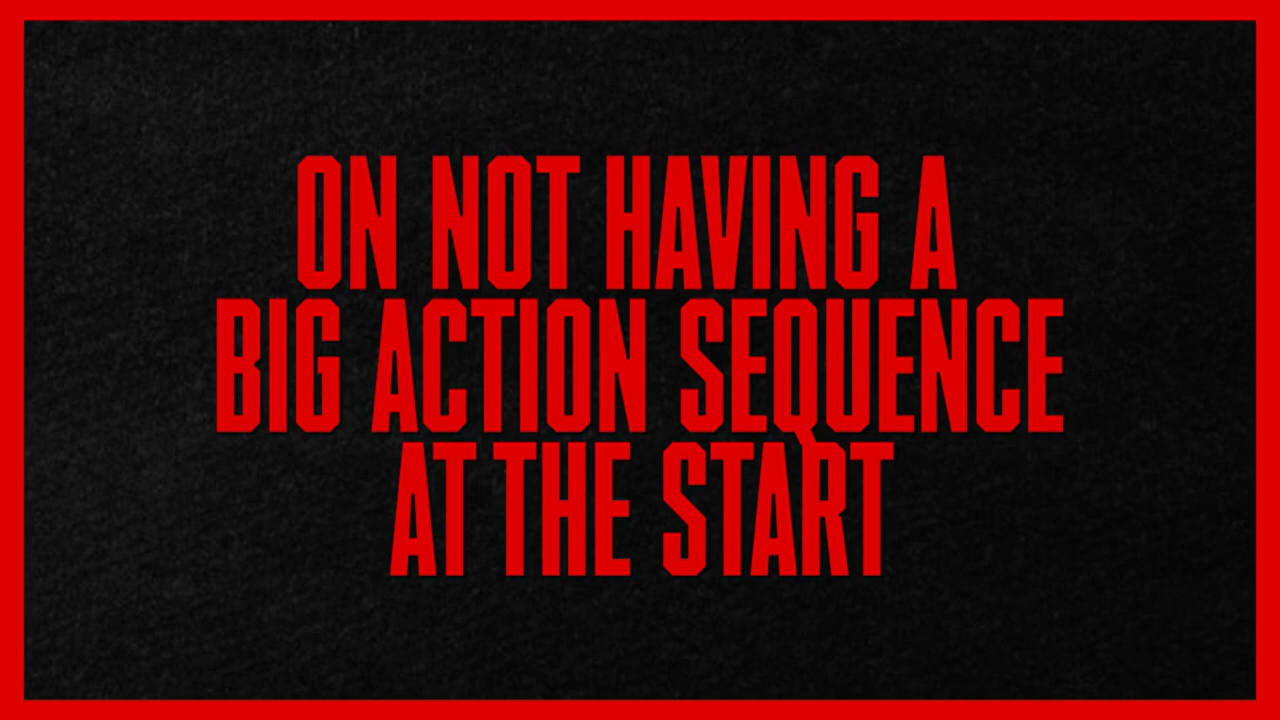 ON NOT HAVING A
BIG ACTION SEQUENCE
AT THE START